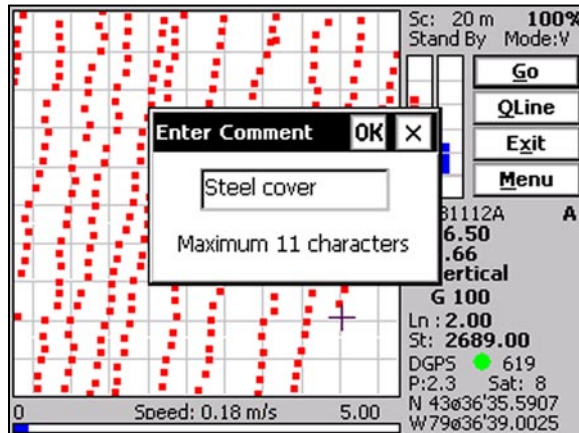 Sc: 20 m 100%
Stand By Mode:V
Go
QLine
Exit
Menu
Enter Comment OK ×
Steel cover
Maximum 11 characters
31112A A
6.50
.66
ertical
G 100
Ln : 2.00
St: 2689.00
DGPS 619
P:2.3 Sat: 8
N 43ø36'35.5907
W79ø36'39.0025
0 Speed: 0.18 m/s 5.00